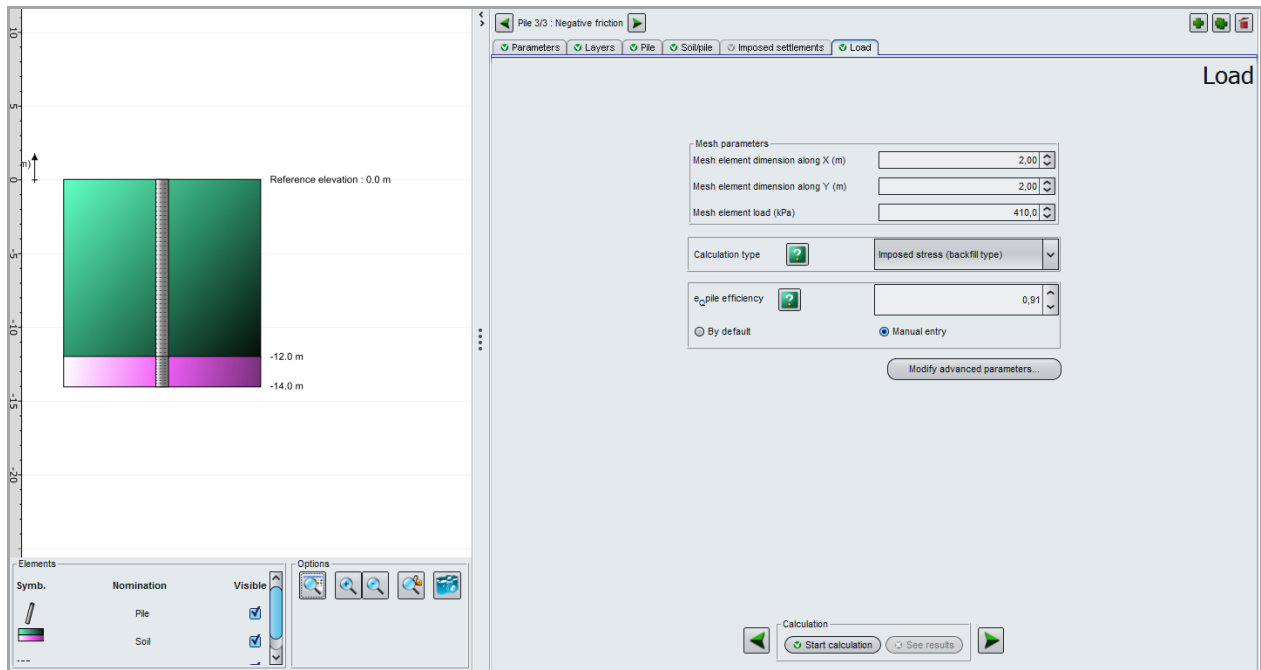 Pile 3/3 : Negative friction
Parameters Layers Pile Soil/pile Imposed settlements Load
Load
10
5
0
-5
-10
-15
-20
m)
Reference elevation : 0.0 m
-12.0 m
-14.0 m
Mesh parameters
Mesh element dimension along X (m) 2,00
Mesh element dimension along Y (m) 2,00
Mesh element load (kPa) 410,0
Calculation type ? Imposed stress (backfill type)
eQpile efficiency ? 0,91
By default Manual entry
Modify advanced parameters...
Elements
Symb. Nomination Visible
Pile
Soil
---
Options
Calculation
Start calculation See results